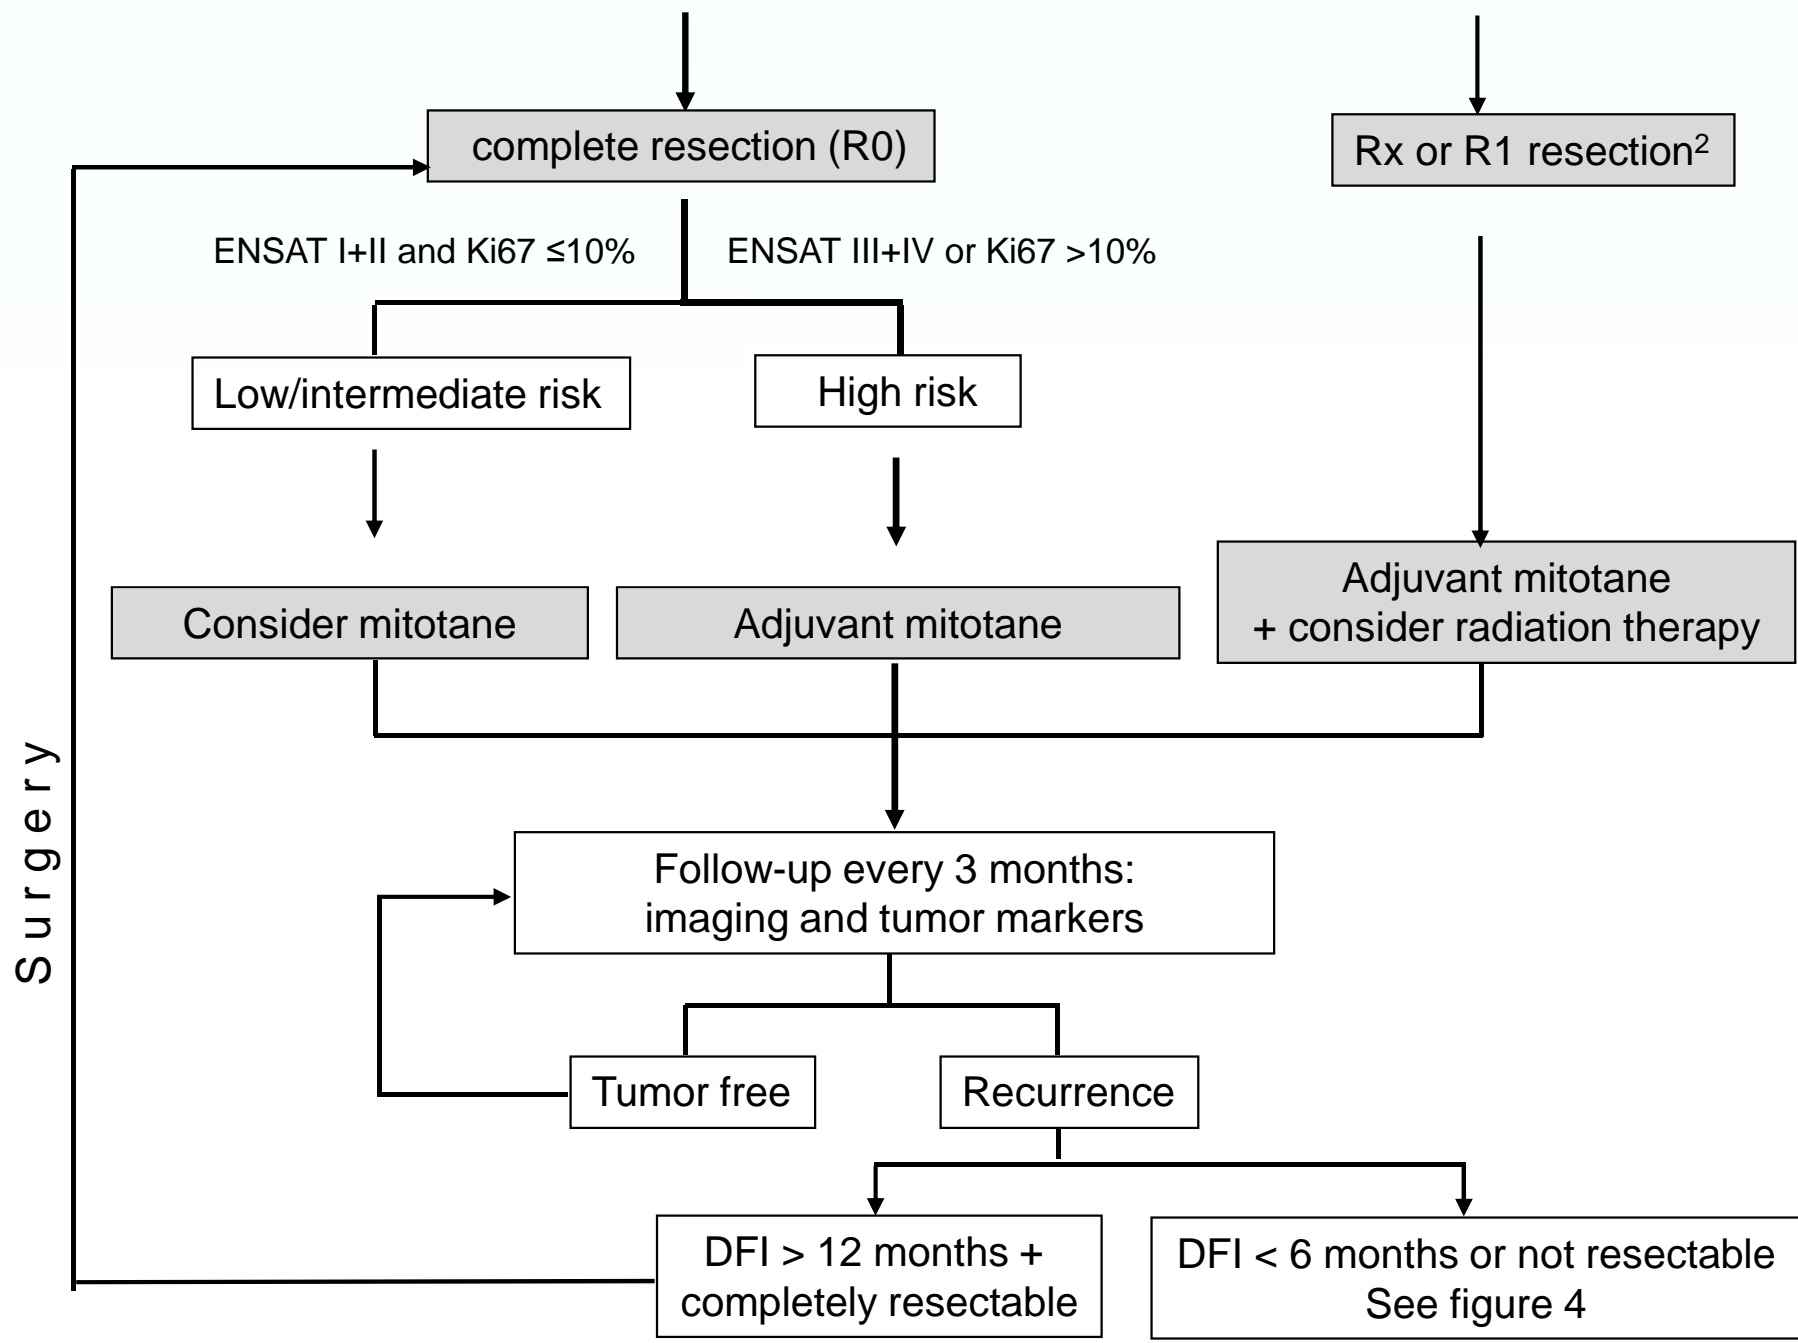 complete resection (R0)
Rx or R1 resection²
ENSAT I+II and Ki67 ≤10%
ENSAT III+IV or Ki67 >10%
Low/intermediate risk
High risk
Consider mitotane
Adjuvant mitotane
Adjuvant mitotane
+ consider radiation therapy
Surgery
Follow-up every 3 months:
imaging and tumor markers
Tumor free
Recurrence
DFI > 12 months +
completely resectable
DFI < 6 months or not resectable
See figure 4